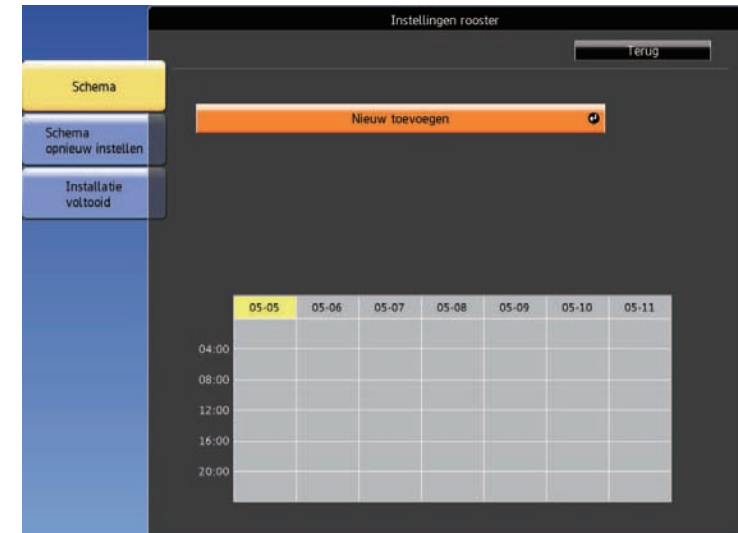 Instellingen rooster
Terug
Schema
Nieuw toevoegen
Schema
opnieuw instellen
Installatie
voltooid
05-05 05-06 05-07 05-08 05-09 05-10 05-11
04:00
08:00
12:00
16:00
20:00